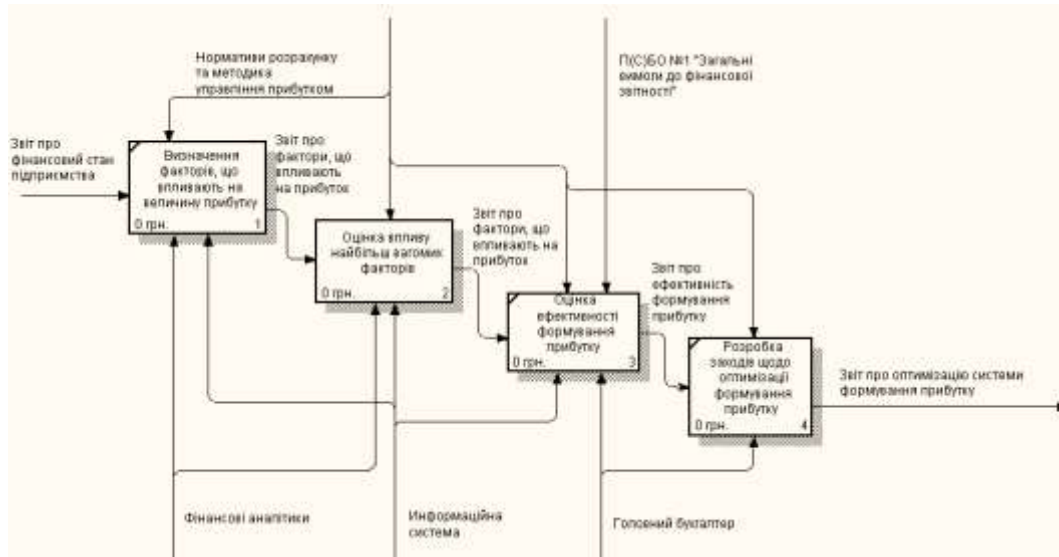 Нормативи розрахунку
та методика
управління прибутком
П(С)БО №1 "Загальні
вимоги до фінансової
звітності"
Звіт про
фінансовий стан
підприємства
Визначення
факторів, що
впливають на
величину прибутку
0 грн. 1
Звіт про
фактори, що
впливають
на прибуток
Оцінка впливу
найбільш вагомих
факторів
0 грн. 2
Звіт про
фактори, що
впливають на
прибуток
Оцінка
ефективності
формування
прибутку
0 грн. 3
Звіт про
ефективність
формування
прибутку
Розробка
заходів щодо
оптимізації
формування
прибутку
0 грн. 4
Звіт про оптимізацію системи
формування прибутку
Фінансові аналітики
Информаційна
система
Головний бухгалтер